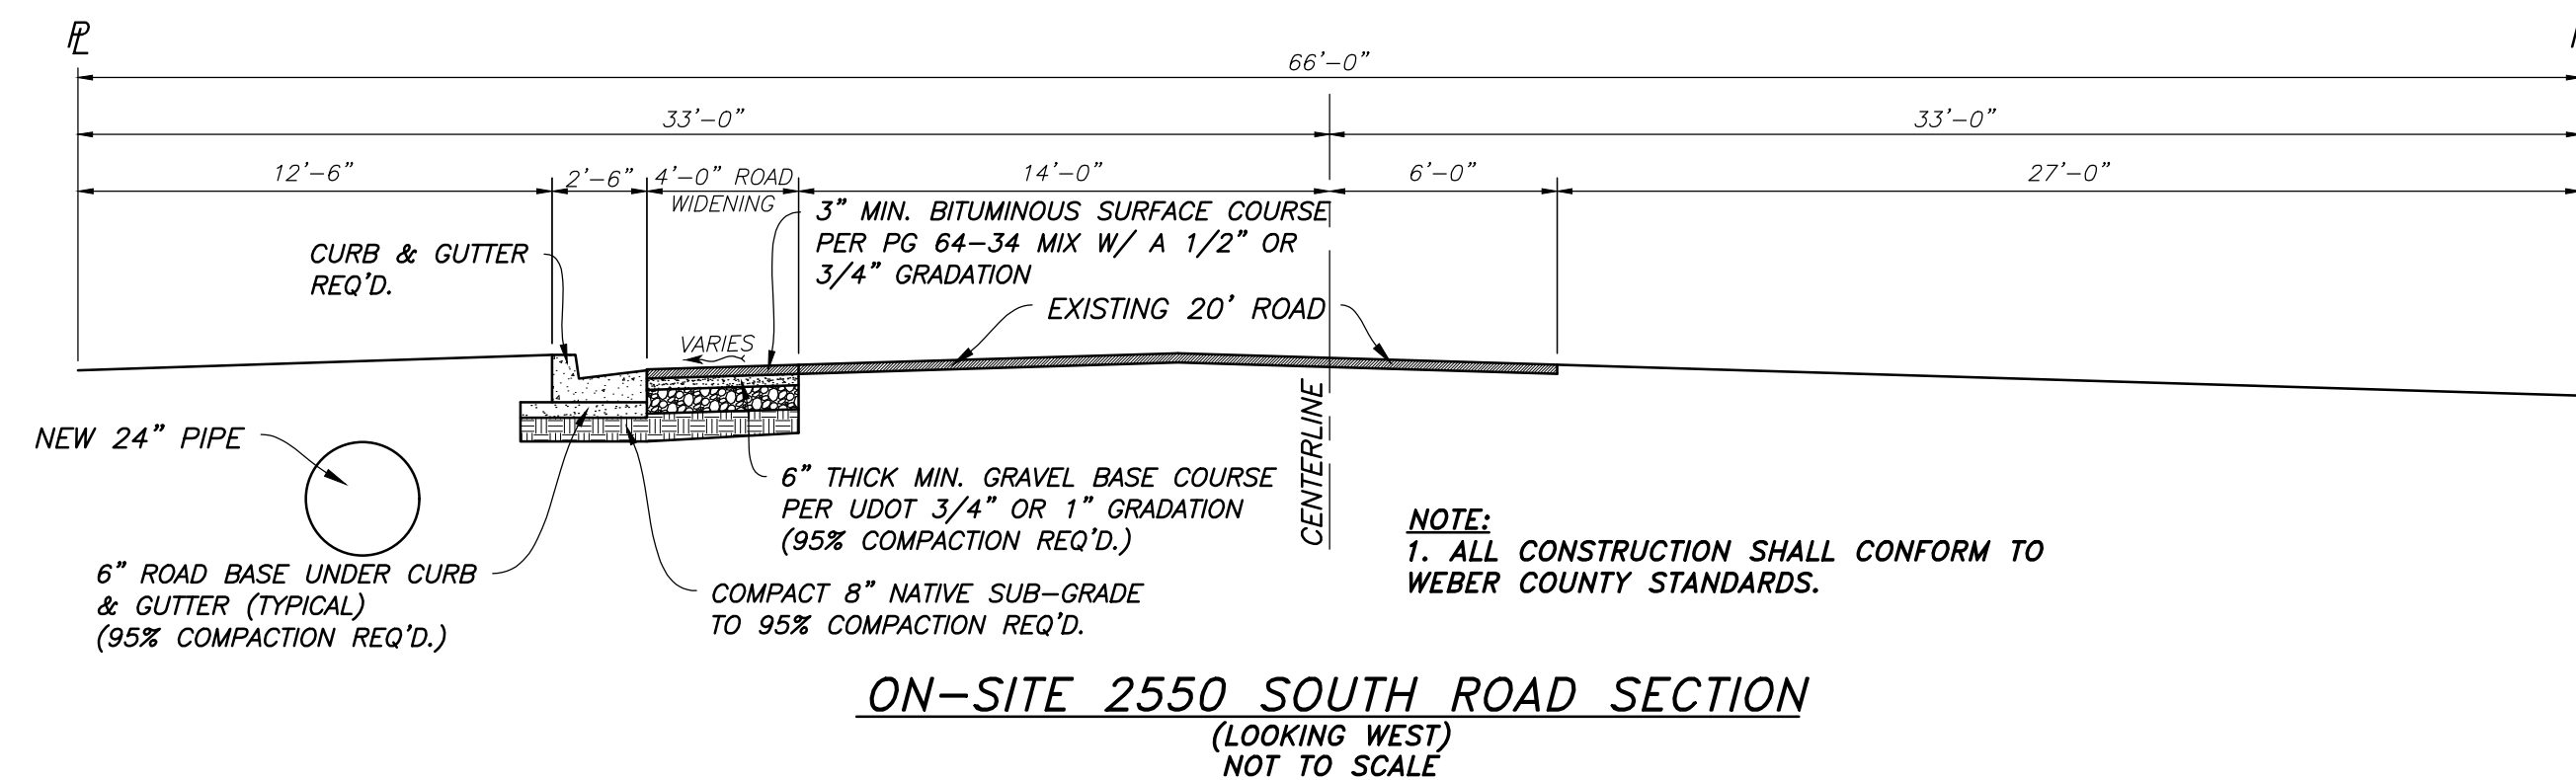 PL
66'-0"
33'-0"
33'-0"
12'-6"
2'-6"
4'-0" ROAD
WIDENING
14'-0"
6'-0"
27'-0"
3" MIN. BITUMINOUS SURFACE COURSE
PER PG 64-34 MIX W/ A 1/2" OR
3/4" GRADATION
CURB & GUTTER
REQ'D.
EXISTING 20' ROAD
VARIES
CENTERLINE
NEW 24" PIPE
6" THICK MIN. GRAVEL BASE COURSE
PER UDOT 3/4" OR 1" GRADATION
(95% COMPACTION REQ'D.)
NOTE:
1. ALL CONSTRUCTION SHALL CONFORM TO
WEBER COUNTY STANDARDS.
6" ROAD BASE UNDER CURB
& GUTTER (TYPICAL)
(95% COMPACTION REQ'D.)
COMPACT 8" NATIVE SUB-GRADE
TO 95% COMPACTION REQ'D.
ON-SITE 2550 SOUTH ROAD SECTION
(LOOKING WEST)
NOT TO SCALE